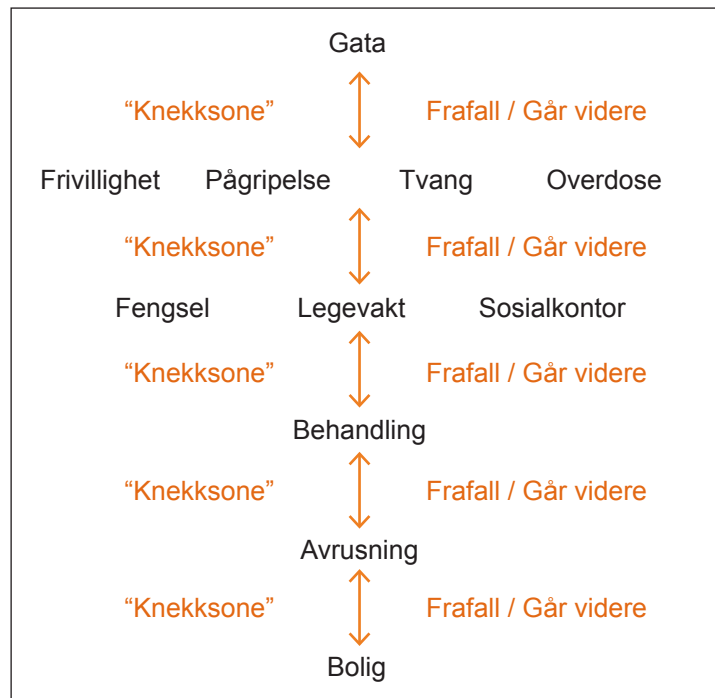 Gata
“Knekksone” Frafall / Går videre
Frivillighet Pågripelse Tvang Overdose
“Knekksone” Frafall / Går videre
Fengsel Legevakt Sosialkontor
“Knekksone” Frafall / Går videre
Behandling
“Knekksone” Frafall / Går videre
Avrusning
“Knekksone” Frafall / Går videre
Bolig